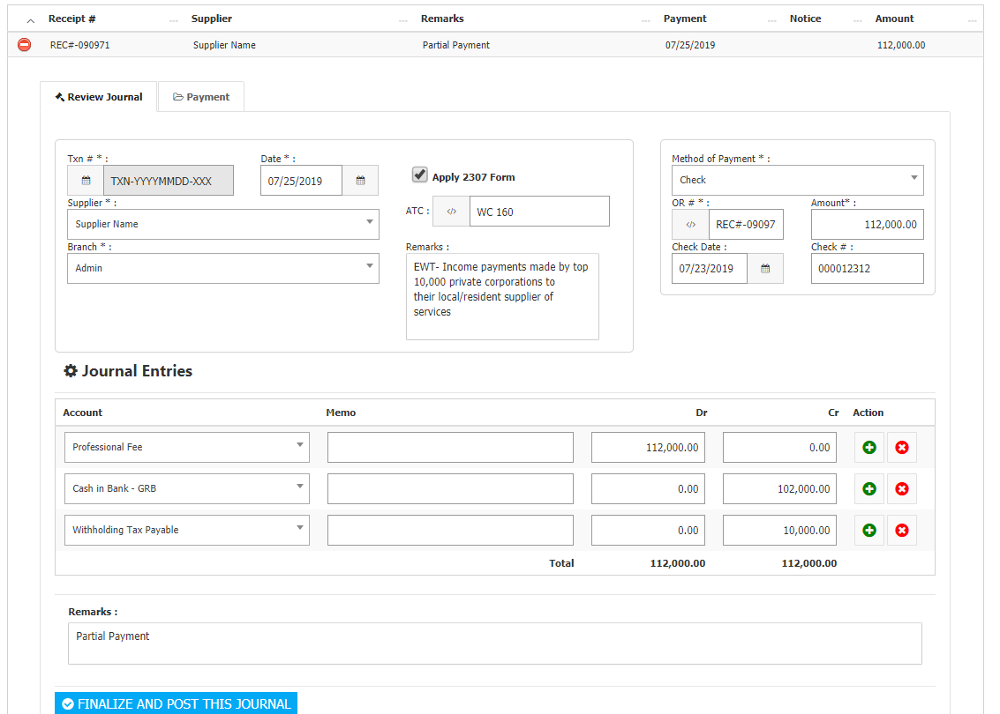 Receipt # Supplier Remarks Payment Notice Amount
REC#-090971 Supplier Name Partial Payment 07/25/2019 112,000.00
Review Journal Payment
Txn # * : Date * :
TXN-YYYYMMDD-XXX 07/25/2019
Supplier * :
Supplier Name
Branch * :
Admin
Apply 2307 Form
ATC : </> WC 160
Remarks :
EWT- Income payments made by top
10,000 private corporations to
their local/resident supplier of
services
Method of Payment * :
Check
OR # * : Amount* :
</> REC#-09097 112,000.00
Check Date : Check # :
07/23/2019 000012312
Journal Entries
Account Memo Dr Cr Action
Professional Fee 112,000.00 0.00
Cash in Bank - GRB 0.00 102,000.00
Withholding Tax Payable 0.00 10,000.00
Total 112,000.00 112,000.00
Remarks :
Partial Payment
FINALIZE AND POST THIS JOURNAL